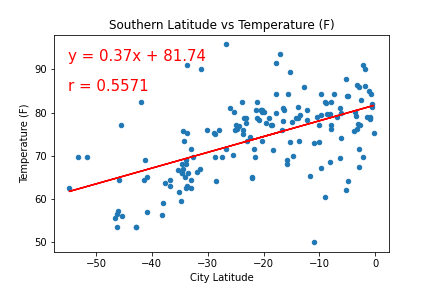 Southern Latitude vs Temperature (F)
y = 0.37x + 81.74
r = 0.5571
Temperature (F)
90
80
70
60
50
−50
−40
−30
−20
−10
0
City Latitude